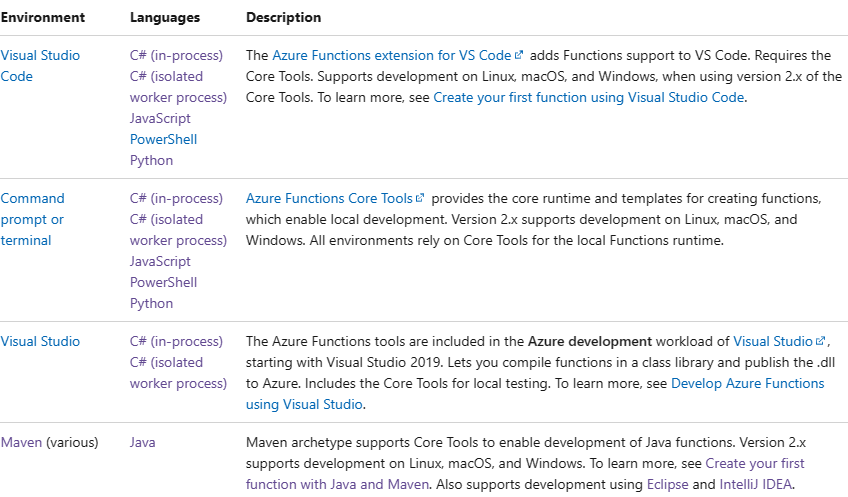 Environment Languages Description
Visual Studio Code
C# (in-process)
C# (isolated worker process)
JavaScript
PowerShell
Python
The Azure Functions extension for VS Code adds Functions support to VS Code. Requires the
Core Tools. Supports development on Linux, macOS, and Windows, when using version 2.x of the
Core Tools. To learn more, see Create your first function using Visual Studio Code.
Command prompt or terminal
C# (in-process)
C# (isolated worker process)
JavaScript
PowerShell
Python
Azure Functions Core Tools provides the core runtime and templates for creating functions,
which enable local development. Version 2.x supports development on Linux, macOS, and
Windows. All environments rely on Core Tools for the local Functions runtime.
Visual Studio
C# (in-process)
C# (isolated worker process)
The Azure Functions tools are included in the Azure development workload of Visual Studio,
starting with Visual Studio 2019. Lets you compile functions in a class library and publish the .dll
to Azure. Includes the Core Tools for local testing. To learn more, see Develop Azure Functions
using Visual Studio.
Maven (various)
Java
Maven archetype supports Core Tools to enable development of Java functions. Version 2.x
supports development on Linux, macOS, and Windows. To learn more, see Create your first
function with Java and Maven. Also supports development using Eclipse and IntelliJ IDEA.